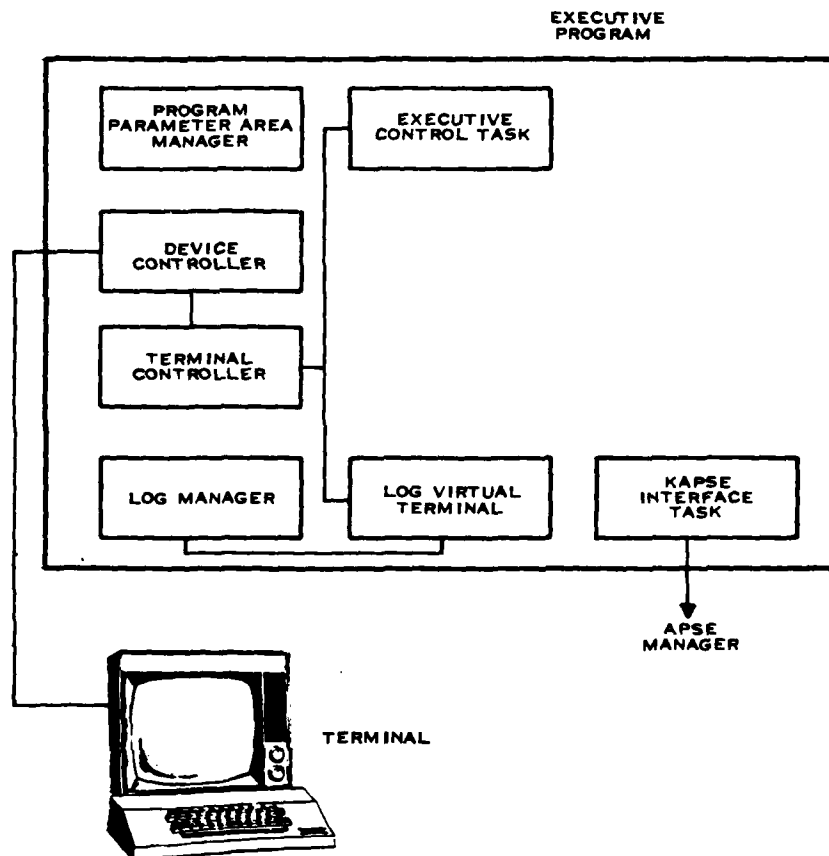 EXECUTIVE
PROGRAM
PROGRAM
PARAMETER AREA
MANAGER
EXECUTIVE
CONTROL TASK
DEVICE
CONTROLLER
TERMINAL
CONTROLLER
LOG MANAGER
LOG VIRTUAL
TERMINAL
KAPSE
INTERFACE
TASK
APSE
MANAGER
TERMINAL